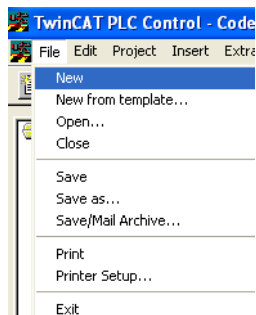 TwinCAT PLC Control - Code
File Edit Project Insert Extra
New
New from template...
Open...
Close
Save
Save as...
Save/Mail Archive...
Print
Printer Setup...
Exit